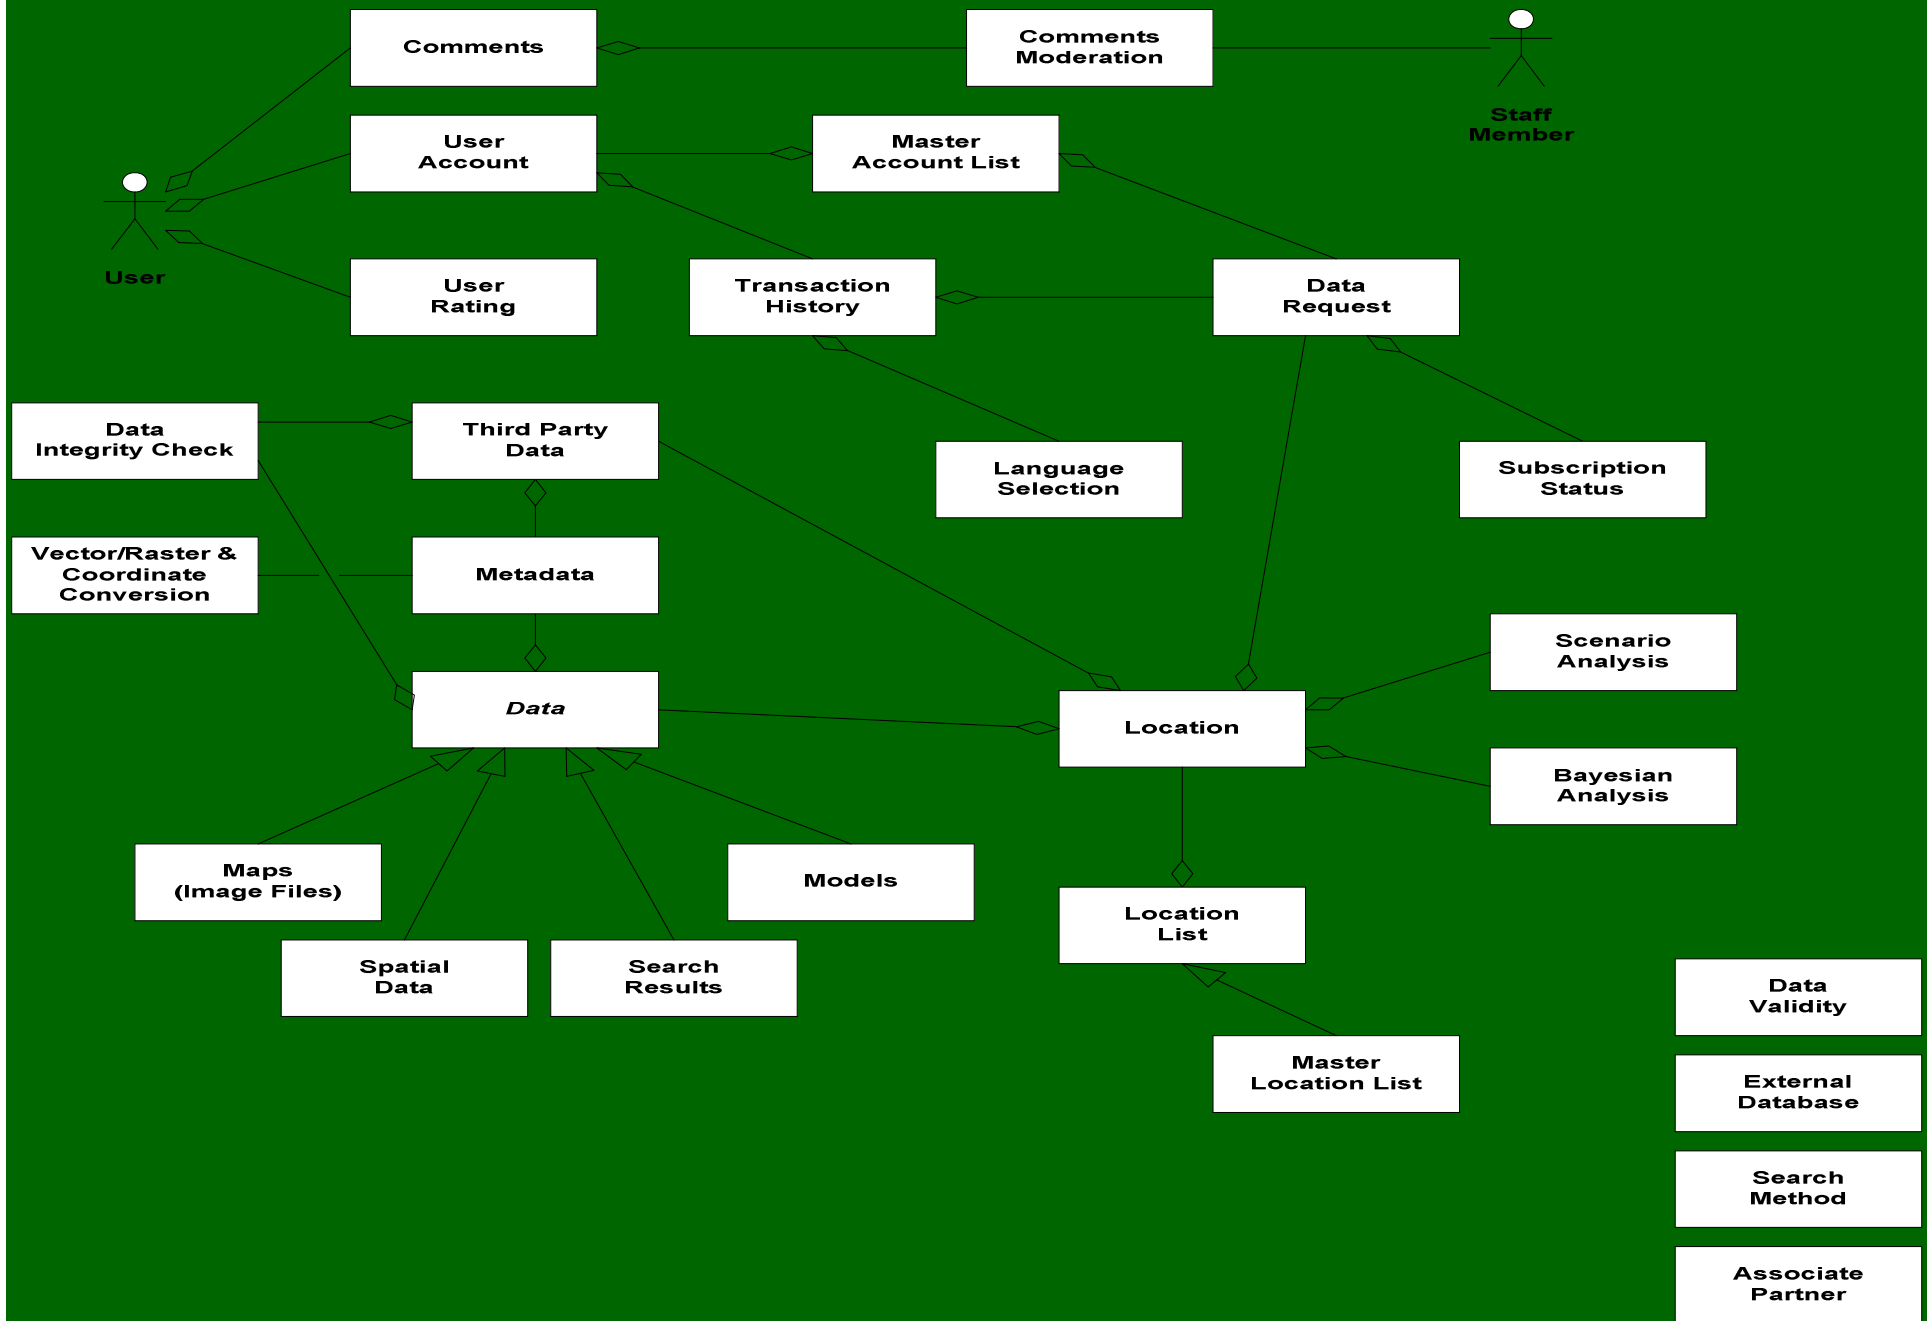 Comments
Comments
Moderation
Staff
Member
User
Account
Master
Account List
User
User
Rating
Transaction
History
Data
Request
Data
Integrity Check
Third Party
Data
Language
Selection
Subscription
Status
Vector/Raster &
Coordinate
Conversion
Metadata
Scenario
Analysis
Data
Location
Bayesian
Analysis
Maps
(Image Files)
Models
Location
List
Spatial
Data
Search
Results
Data
Validity
Master
Location List
External
Database
Search
Method
Associate
Partner